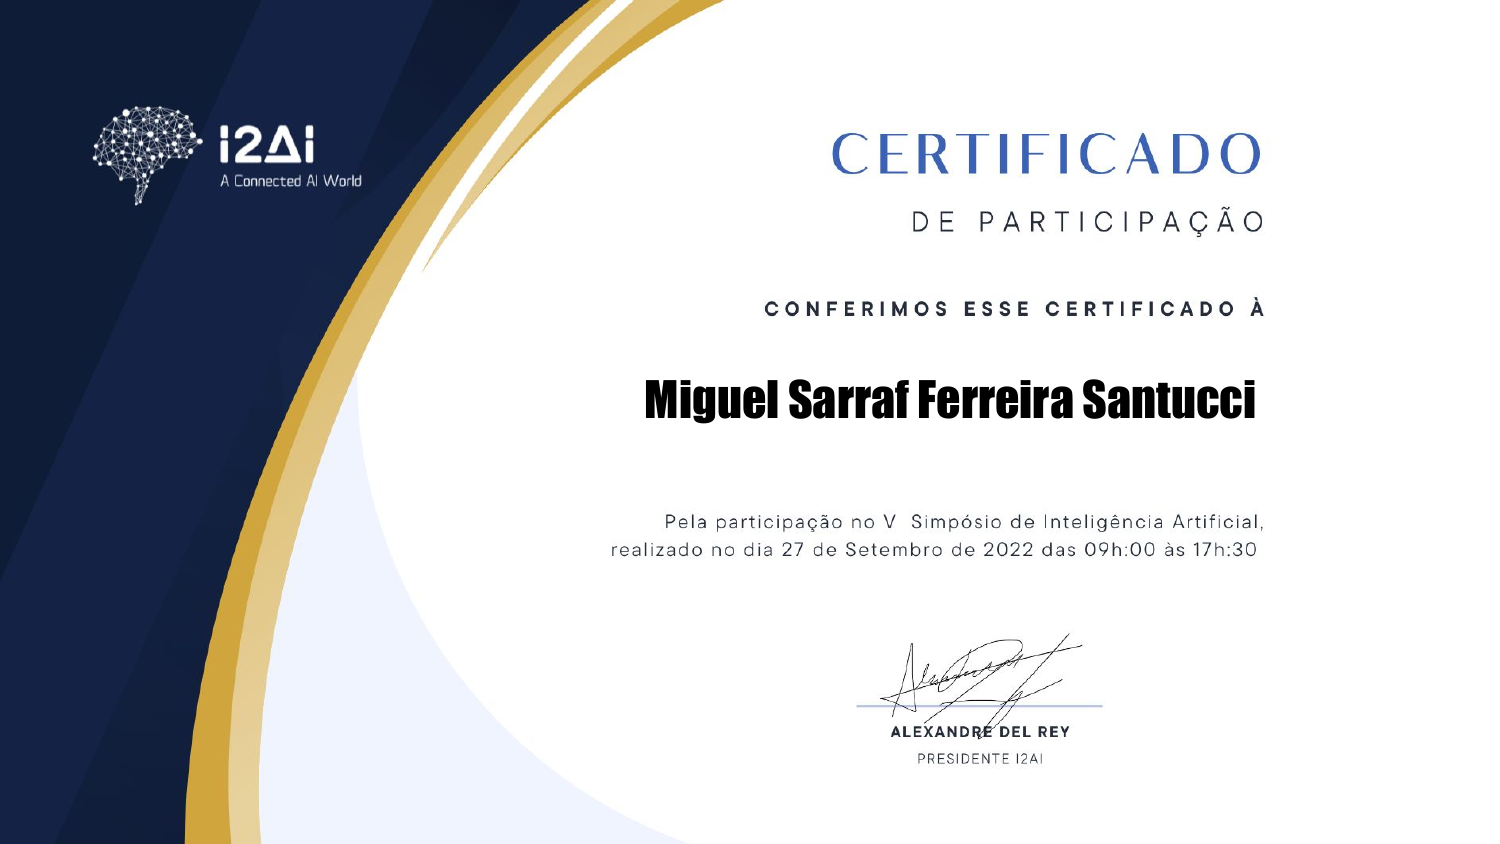 I2AI
A Connected AI World
CERTIFICADO
DE PARTICIPAÇÃO
CONFERIMOS ESSE CERTIFICADO À
Miguel Sarraf Ferreira Santucci
Pela participação no V Simpósio de Inteligência Artificial,
realizado no dia 27 de Setembro de 2022 das 09h:00 às 17h:30
ALEXANDRE DEL REY
PRESIDENTE I2AI